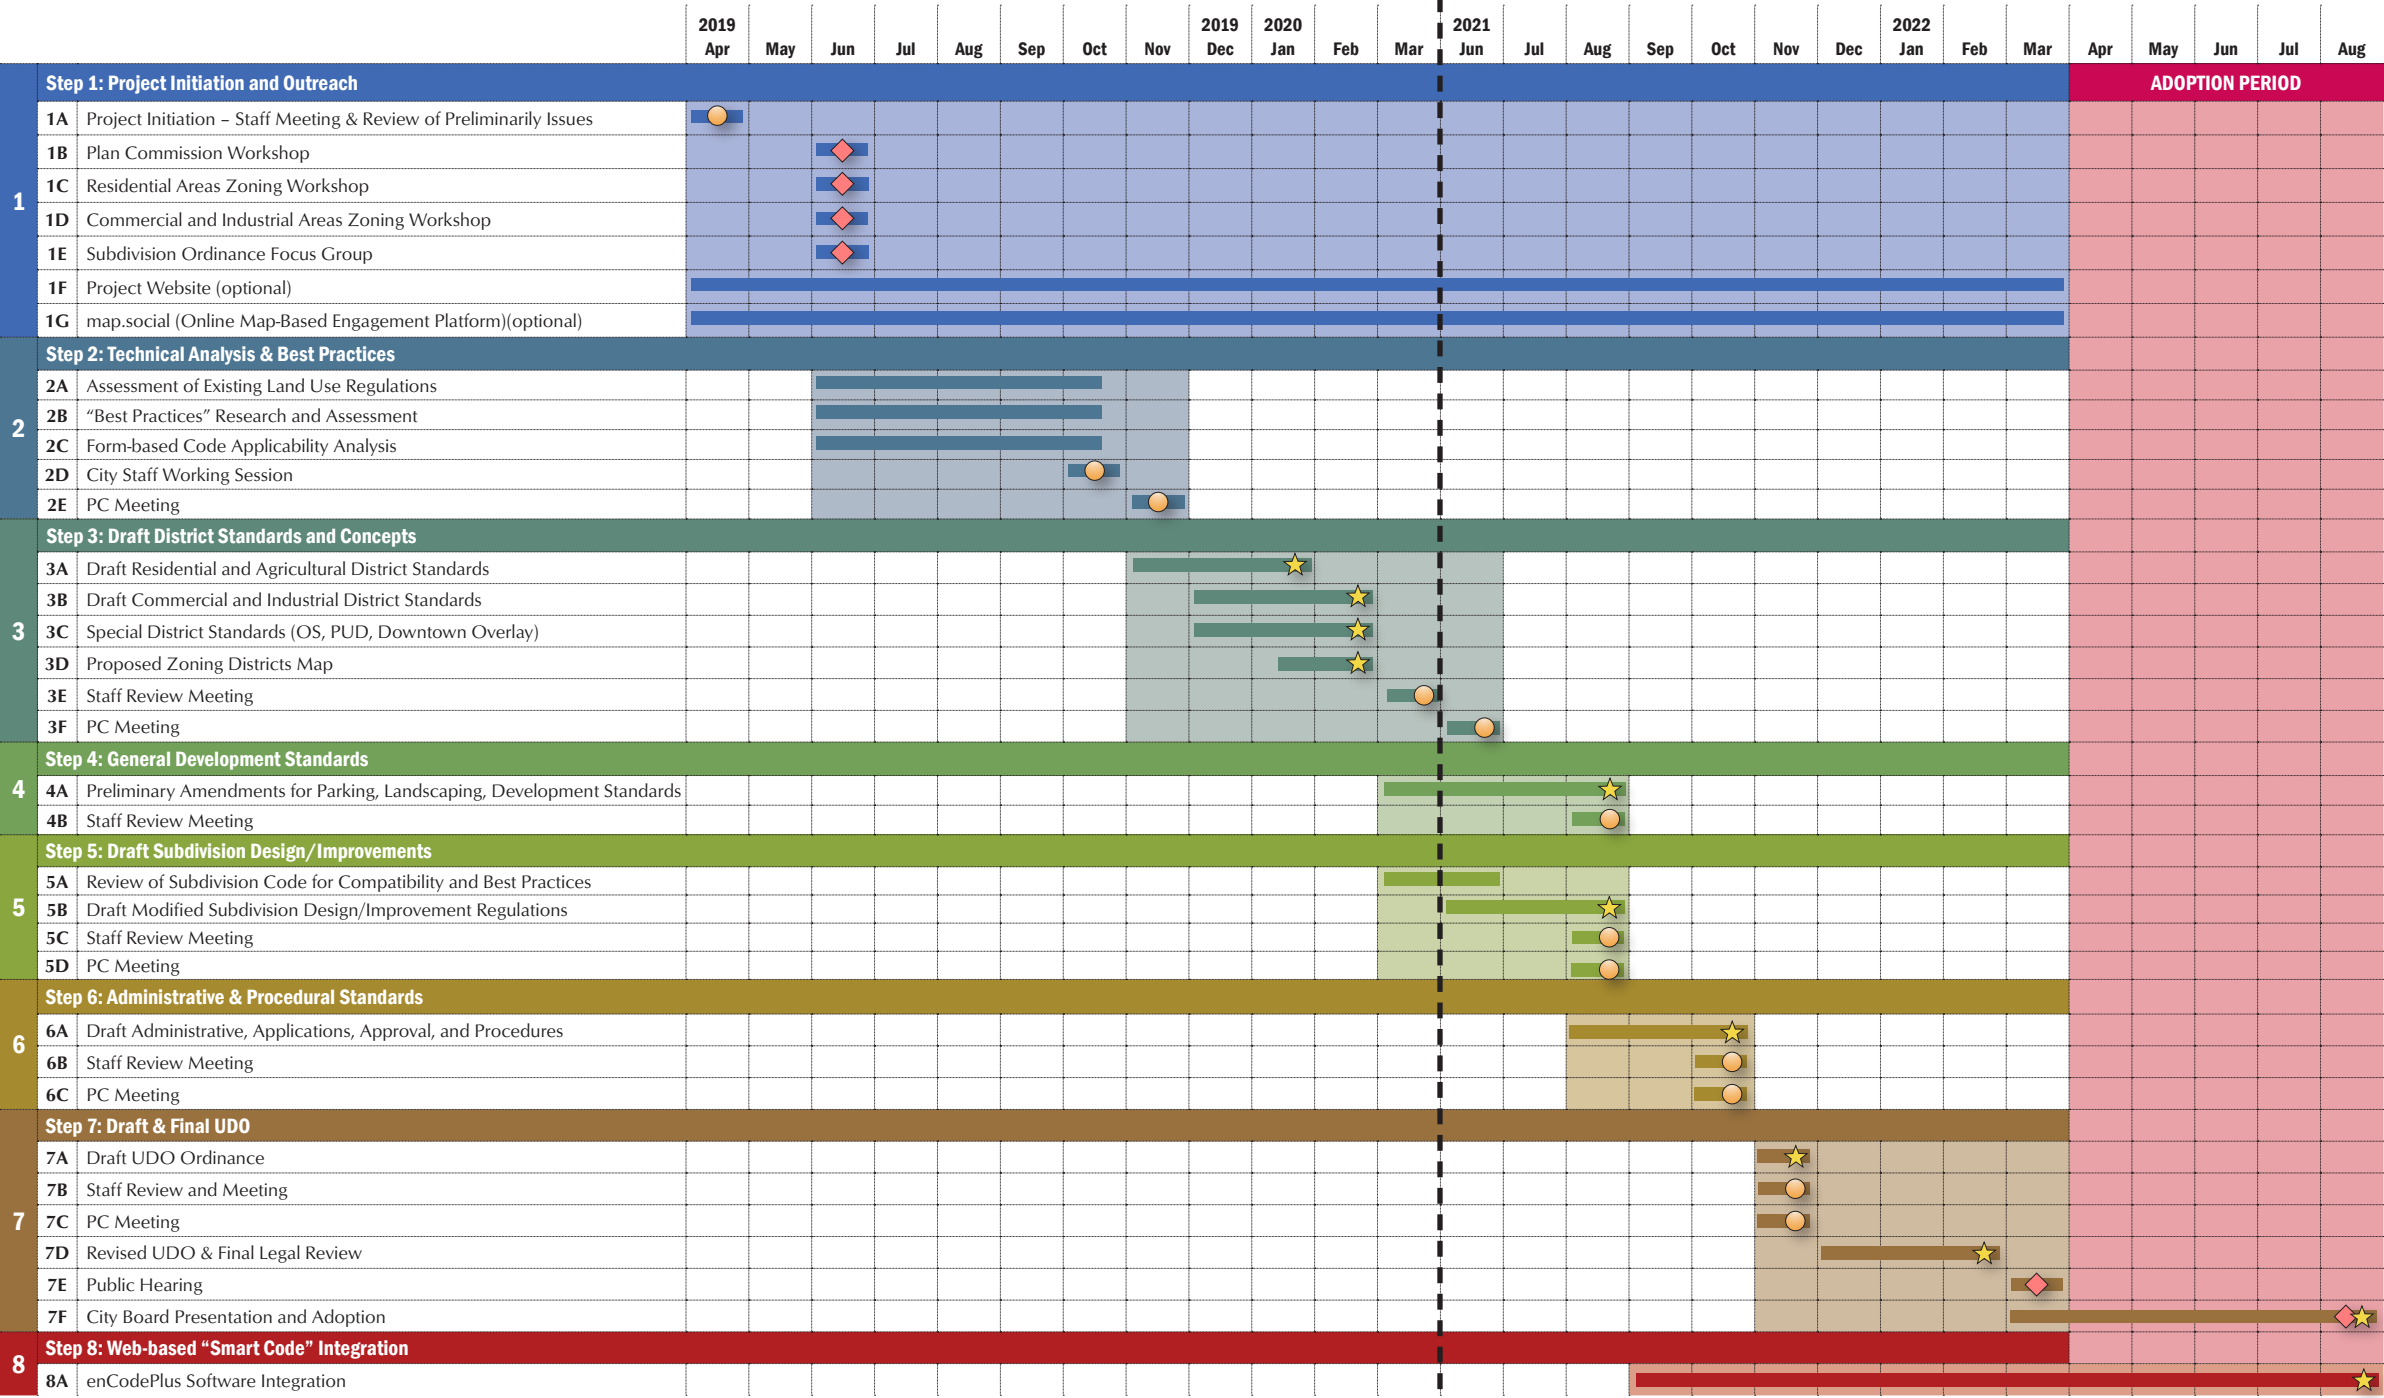 2019 2019 2020 2021 2022
Apr May Jun Jul Aug Sep Oct Nov Dec Jan Feb Mar Jun Jul Aug Sep Oct Nov Dec Jan Feb Mar Apr May Jun Jul Aug
1
Step 1: Project Initiation and Outreach ADOPTION PERIOD
1A Project Initiation – Staff Meeting & Review of Preliminarily Issues
1B Plan Commission Workshop
1C Residential Areas Zoning Workshop
1D Commercial and Industrial Areas Zoning Workshop
1E Subdivision Ordinance Focus Group
1F Project Website (optional)
1G map.social (Online Map-Based Engagement Platform)(optional)
2
Step 2: Technical Analysis & Best Practices
2A Assessment of Existing Land Use Regulations
2B “Best Practices” Research and Assessment
2C Form-based Code Applicability Analysis
2D City Staff Working Session
2E PC Meeting
3
Step 3: Draft District Standards and Concepts
3A Draft Residential and Agricultural District Standards
3B Draft Commercial and Industrial District Standards
3C Special District Standards (OS, PUD, Downtown Overlay)
3D Proposed Zoning Districts Map
3E Staff Review Meeting
3F PC Meeting
4
Step 4: General Development Standards
4A Preliminary Amendments for Parking, Landscaping, Development Standards
4B Staff Review Meeting
5
Step 5: Draft Subdivision Design/Improvements
5A Review of Subdivision Code for Compatibility and Best Practices
5B Draft Modified Subdivision Design/Improvement Regulations
5C Staff Review Meeting
5D PC Meeting
6
Step 6: Administrative & Procedural Standards
6A Draft Administrative, Applications, Approval, and Procedures
6B Staff Review Meeting
6C PC Meeting
7
Step 7: Draft & Final UDO
7A Draft UDO Ordinance
7B Staff Review and Meeting
7C PC Meeting
7D Revised UDO & Final Legal Review
7E Public Hearing
7F City Board Presentation and Adoption
8
Step 8: Web-based “Smart Code” Integration
8A enCodePlus Software Integration